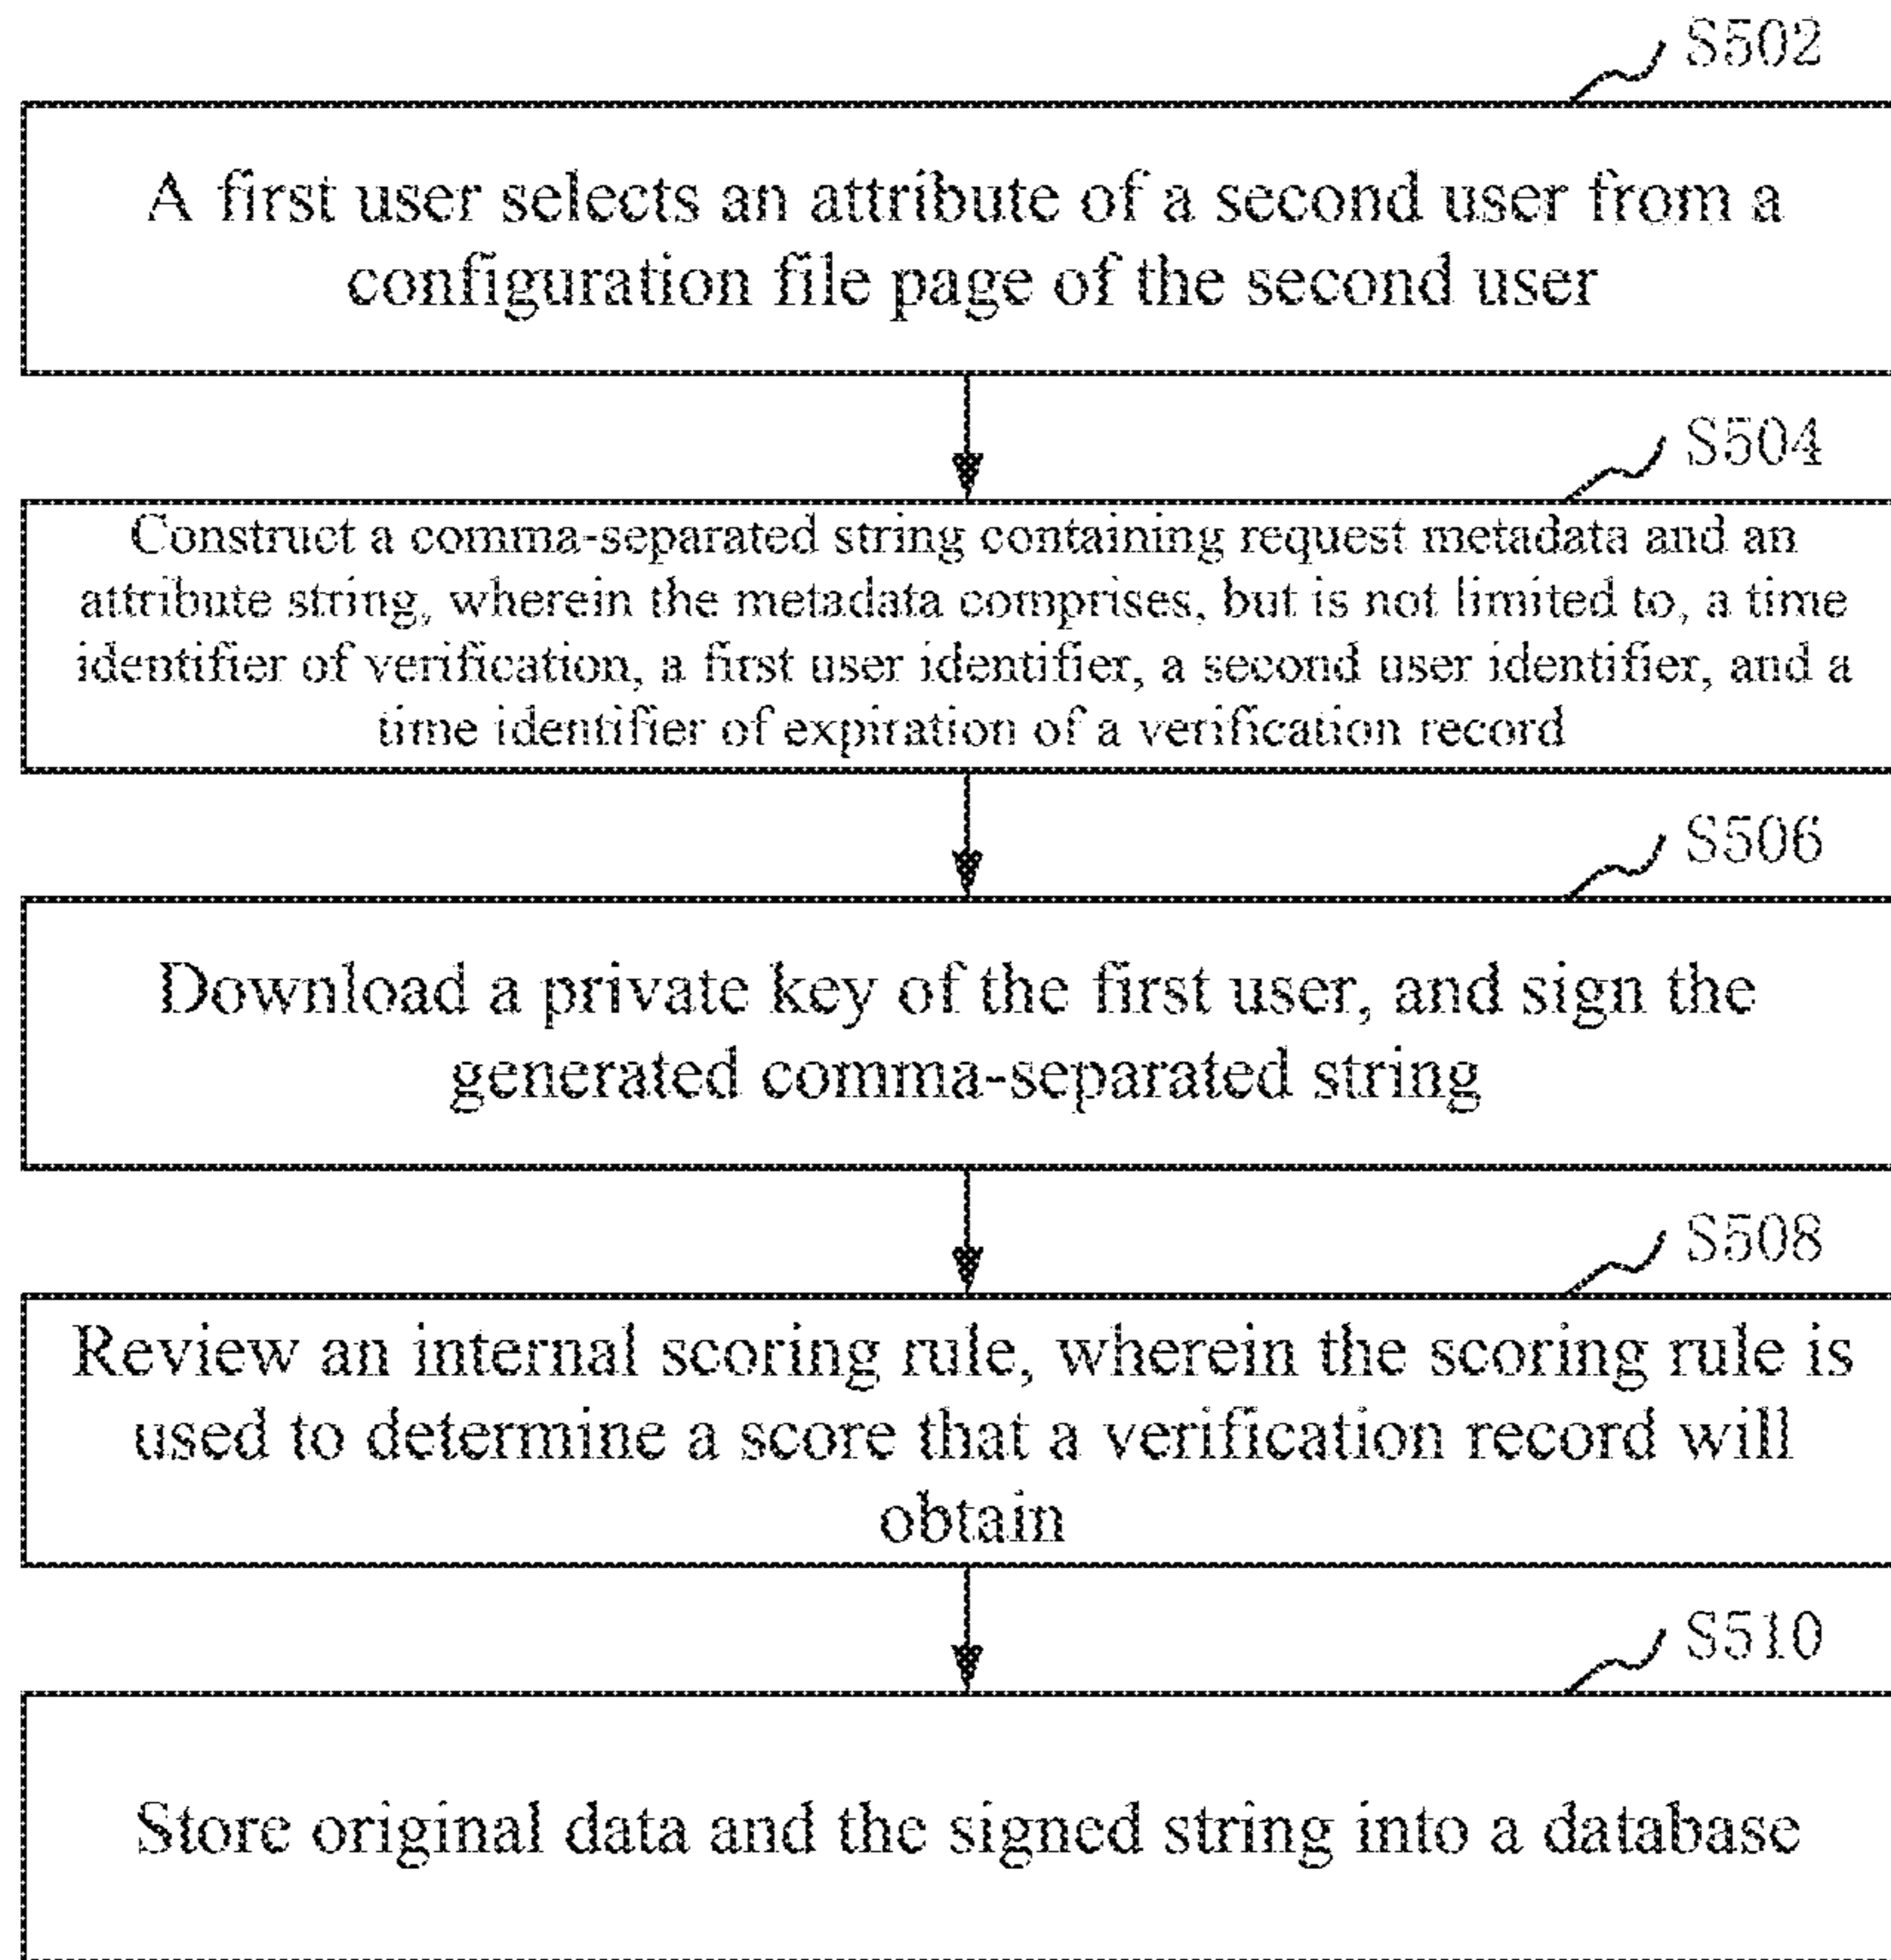 S502
A first user selects an attribute of a second user from a
configuration file page of the second user
S504
Construct a comma-separated string containing request metadata and an
attribute string, wherein the metadata comprises, but is not limited to, a time
identifier of verification, a first user identifier, a second user identifier, and a
time identifier of expiration of a verification record
S506
Download a private key of the first user, and sign the
generated comma-separated string
S508
Review an internal scoring rule, wherein the scoring rule is
used to determine a score that a verification record will
obtain
S510
Store original data and the signed string into a database